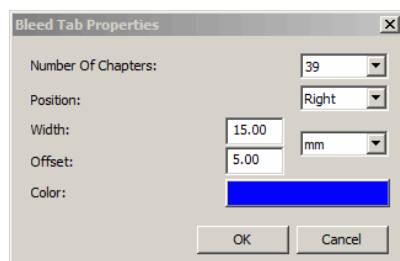 Bleed Tab Properties
Number Of Chapters: 39
Position: Right
Width: 15.00
mm
Offset: 5.00
Color:
OK Cancel